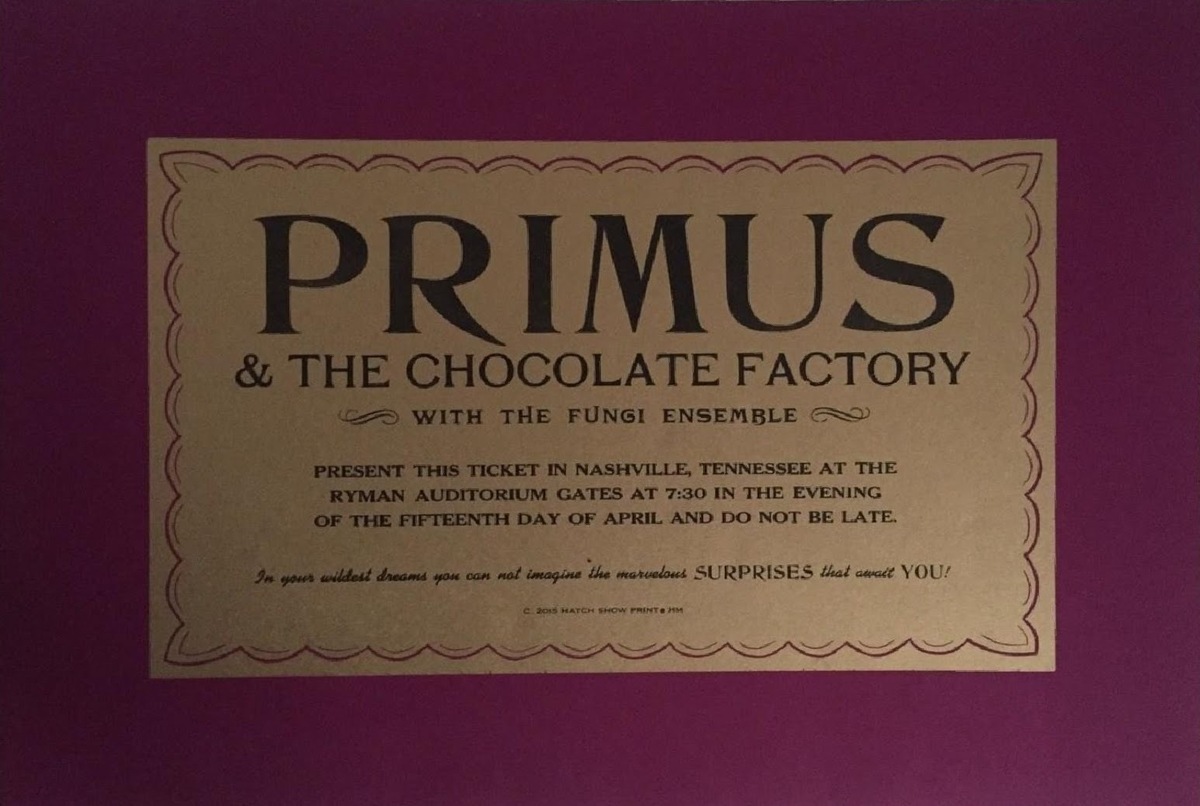 PRIMUS
& THE CHOCOLATE FACTORY
WITH THE FUNGI ENSEMBLE
PRESENT THIS TICKET IN NASHVILLE, TENNESSEE AT THE
RYMAN AUDITORIUM GATES AT 7:30 IN THE EVENING
OF THE FIFTEENTH DAY OF APRIL AND DO NOT BE LATE.
In your wildest dreams you can not imagine the marvelous SURPRISES that await YOU!
C. 2015 HATCH SHOW PRINT • MM